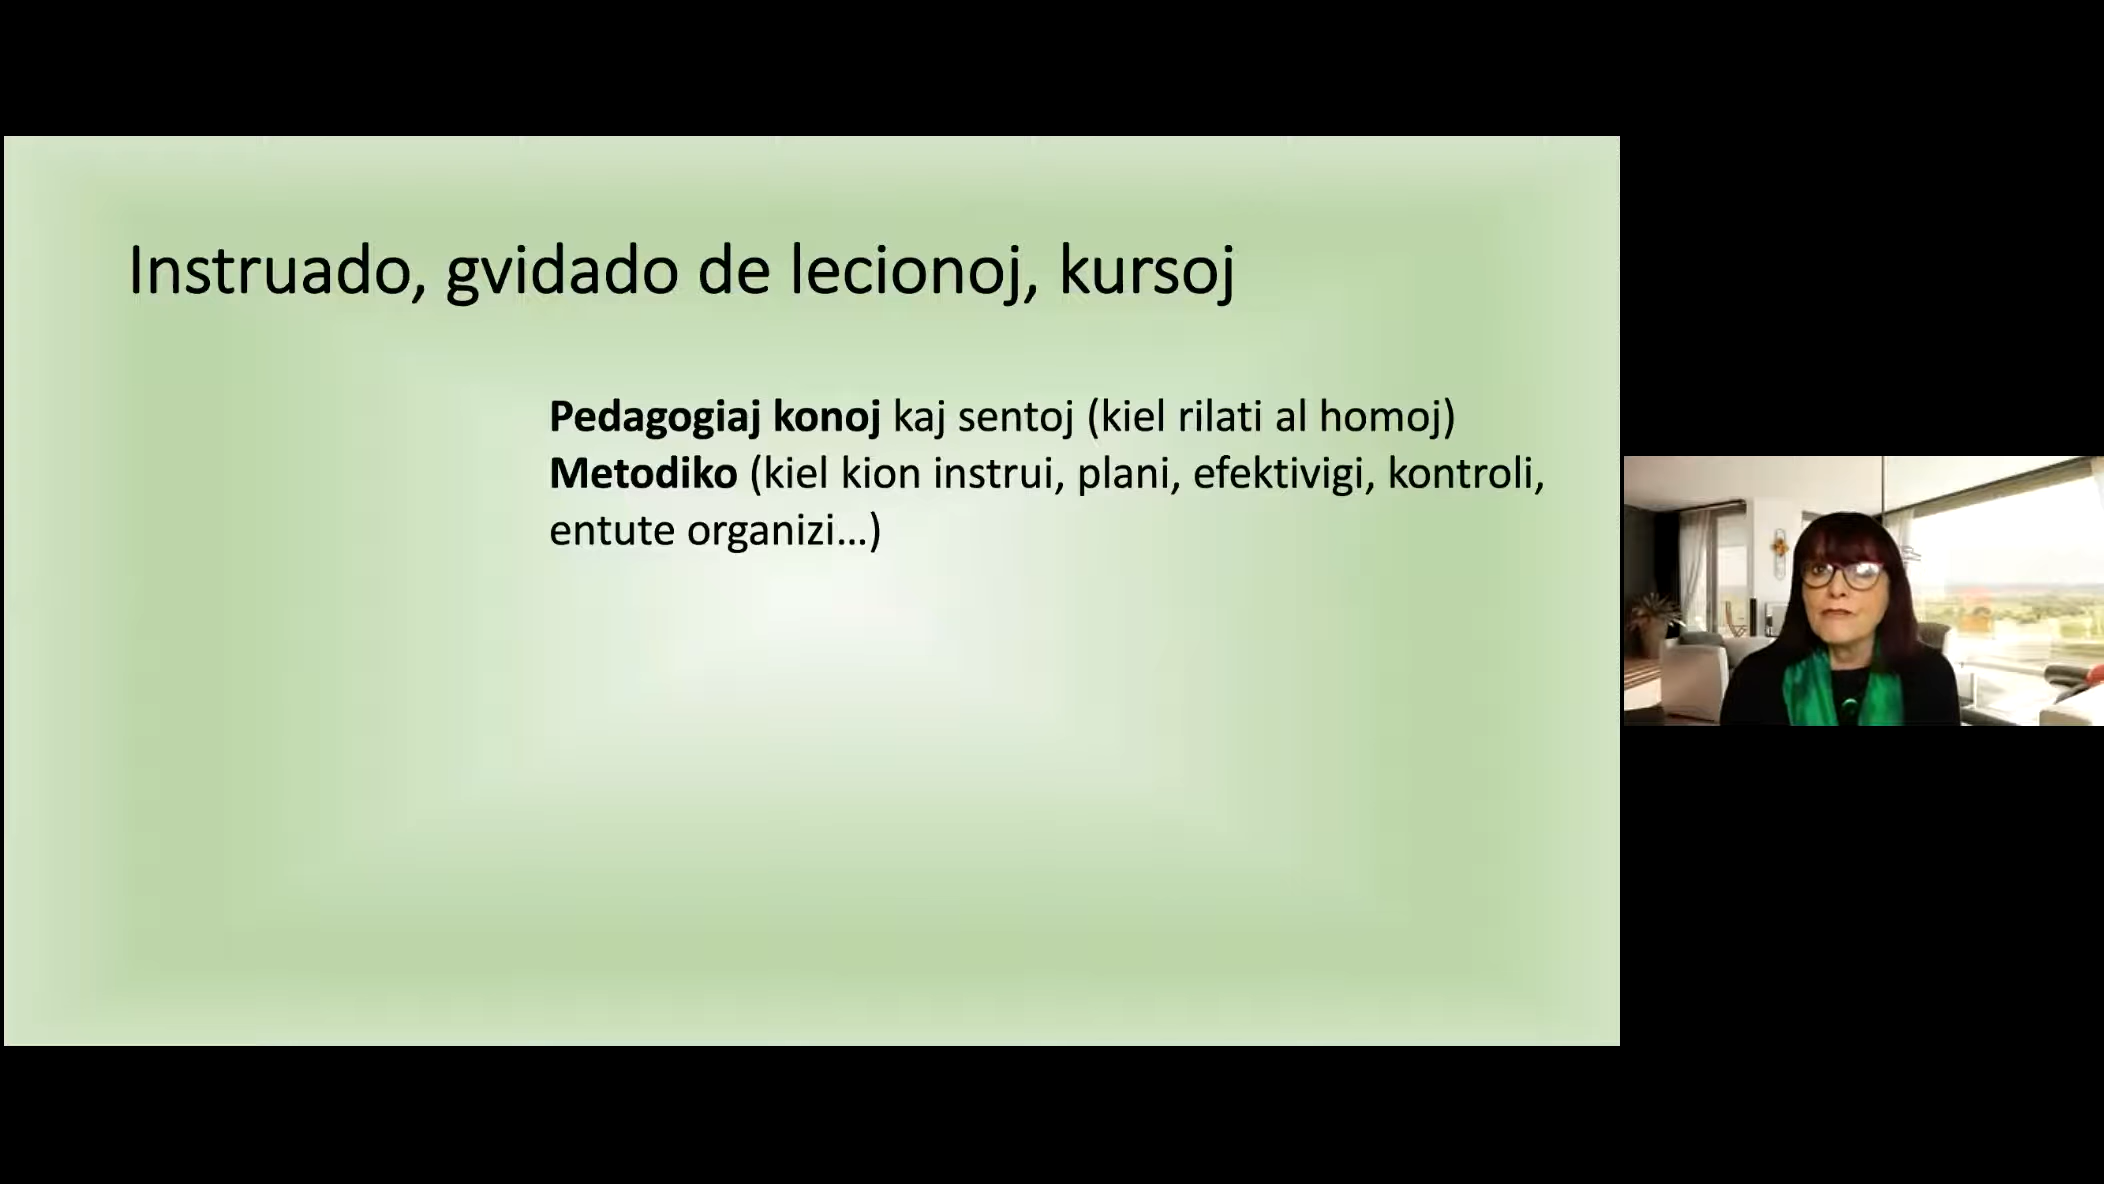 Instruado, gvidado de lecionoj, kursoj
Pedagogiaj konoj kaj sentoj (kiel rilati al homoj)
Metodiko (kiel kion instrui, plani, efektivigi, kontroli,
entute organizi…)